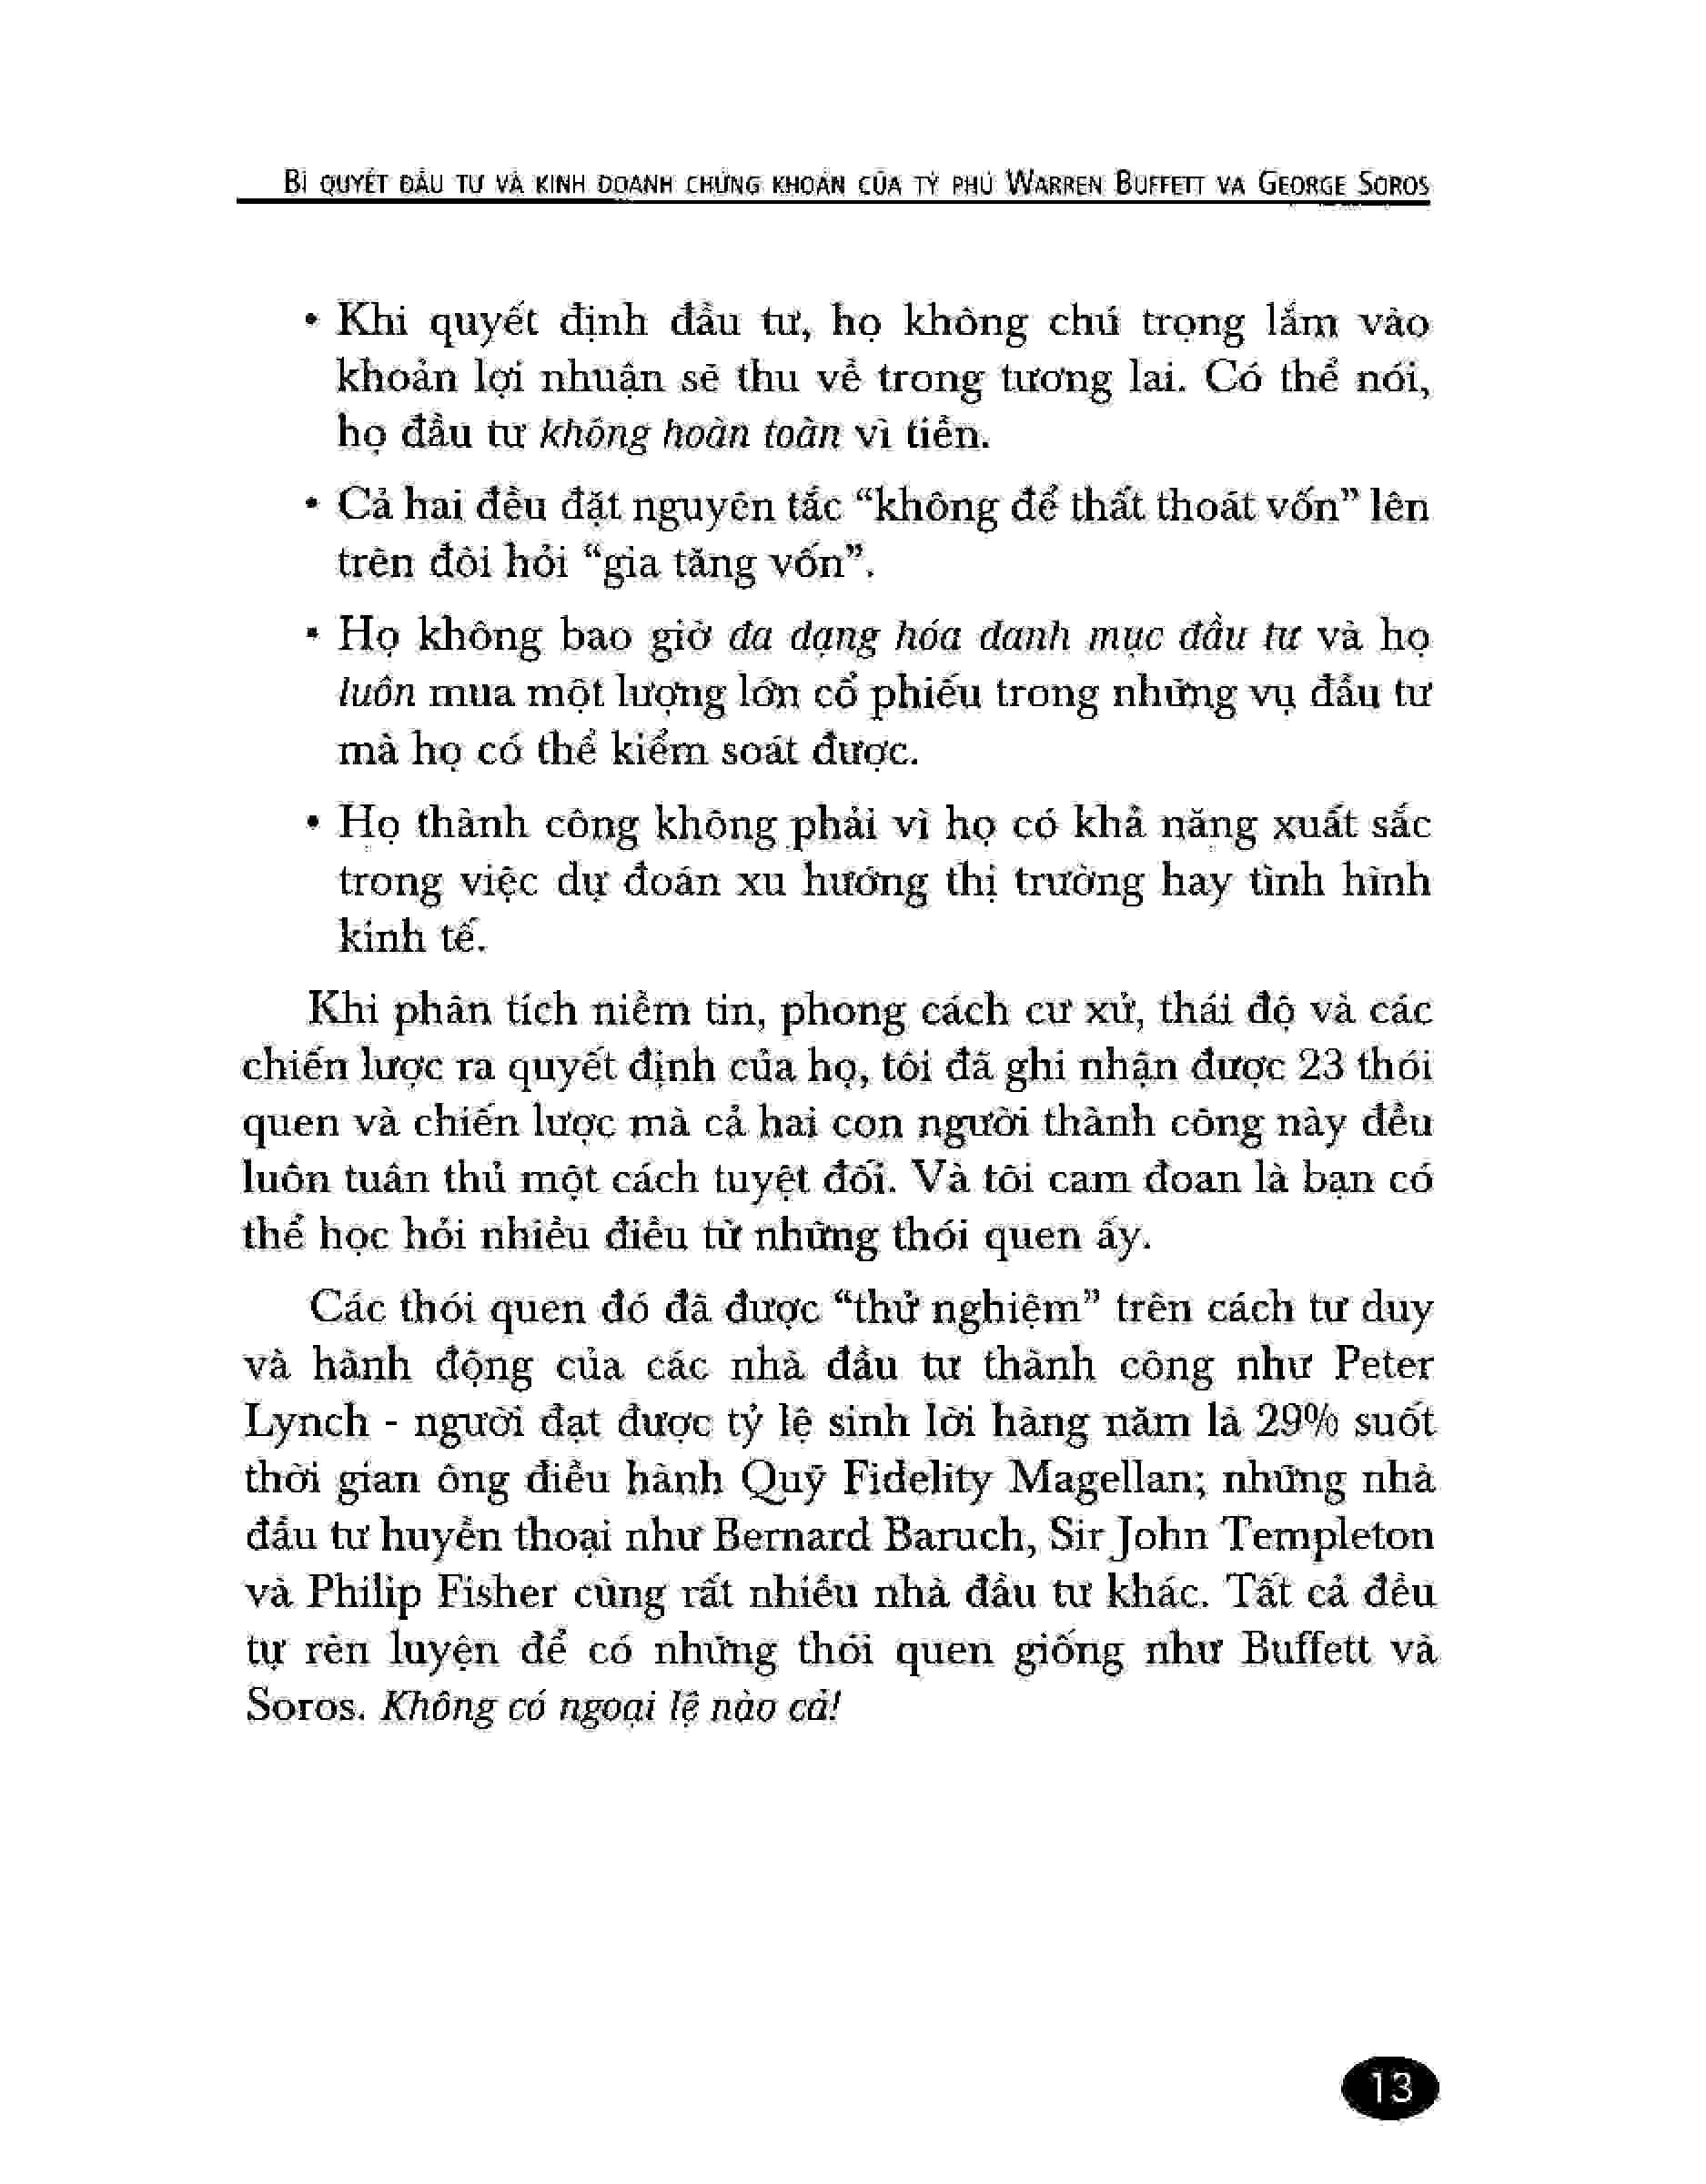 BÍ QUYẾT ĐẦU TƯ VÀ KINH DOANH CHỨNG KHOÁN CỦA TỶ PHÚ WARREN BUFFETT VÀ GEORGE SOROS
• Khi quyết định đầu tư, họ không chú trọng lắm vào
khoản lợi nhuận sẽ thu về trong tương lai. Có thể nói,
họ đầu tư không hoàn toàn vì tiền.
• Cả hai đều đặt nguyên tắc “không để thất thoát vốn” lên
trên đòi hỏi “gia tăng vốn”.
• Họ không bao giờ đa dạng hóa danh mục đầu tư và họ
luôn mua một lượng lớn cổ phiếu trong những vụ đầu tư
mà họ có thể kiểm soát được.
• Họ thành công không phải vì họ có khả năng xuất sắc
trong việc dự đoán xu hướng thị trường hay tình hình
kinh tế.
Khi phân tích niềm tin, phong cách cư xử, thái độ và các
chiến lược ra quyết định của họ, tôi đã ghi nhận được 23 thói
quen và chiến lược mà cả hai con người thành công này đều
luôn tuân thủ một cách tuyệt đối. Và tôi cam đoan là bạn có
thể học hỏi nhiều điều từ những thói quen ấy.
Các thói quen đó đã được “thử nghiệm” trên cách tư duy
và hành động của các nhà đầu tư thành công như Peter
Lynch - người đạt được tỷ lệ sinh lời hàng năm là 29% suốt
thời gian ông điều hành Quỹ Fidelity Magellan; những nhà
đầu tư huyền thoại như Bernard Baruch, Sir John Templeton
và Philip Fisher cùng rất nhiều nhà đầu tư khác. Tất cả đều
tự rèn luyện để có những thói quen giống như Buffett và
Soros. Không có ngoại lệ nào cả!
13